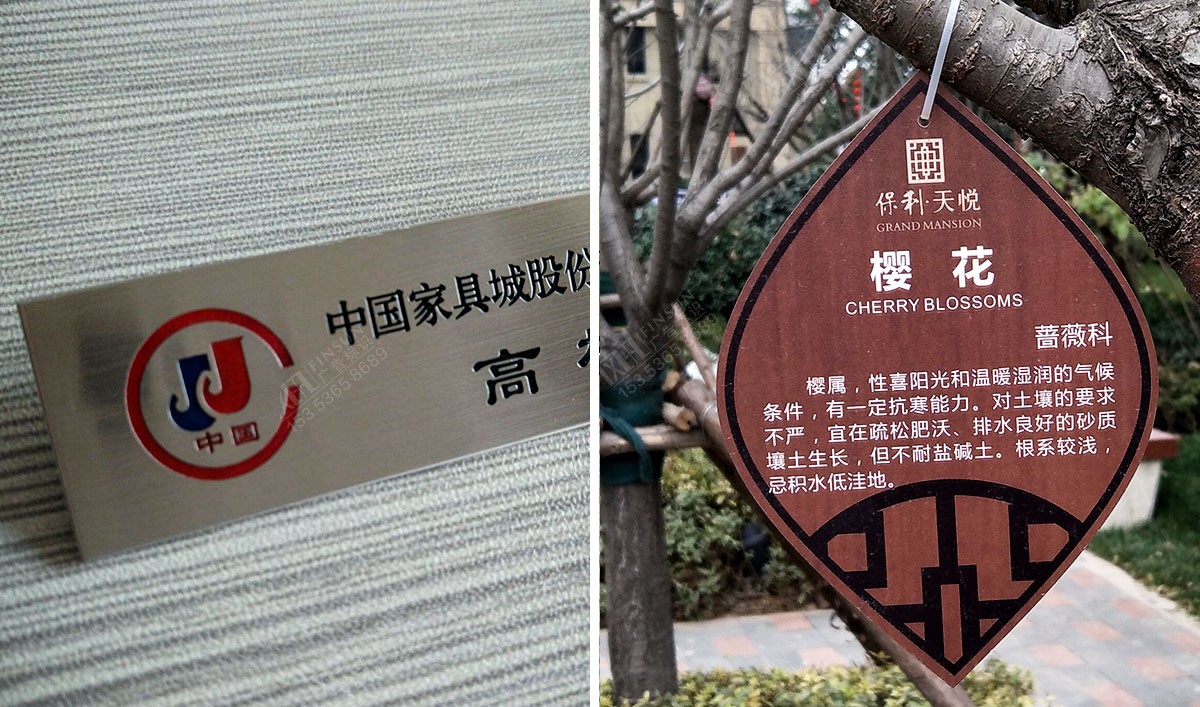 中国家具城股份
高
中国
保利·天悦
GRAND MANSION
樱 花
CHERRY BLOSSOMS
蔷薇科
樱属，性喜阳光和温暖湿润的气候
条件，有一定抗寒能力。对土壤的要求
不严，宜在疏松肥沃、排水良好的砂质
壤土生长，但不耐盐碱土。根系较浅，
忌积水低洼地。